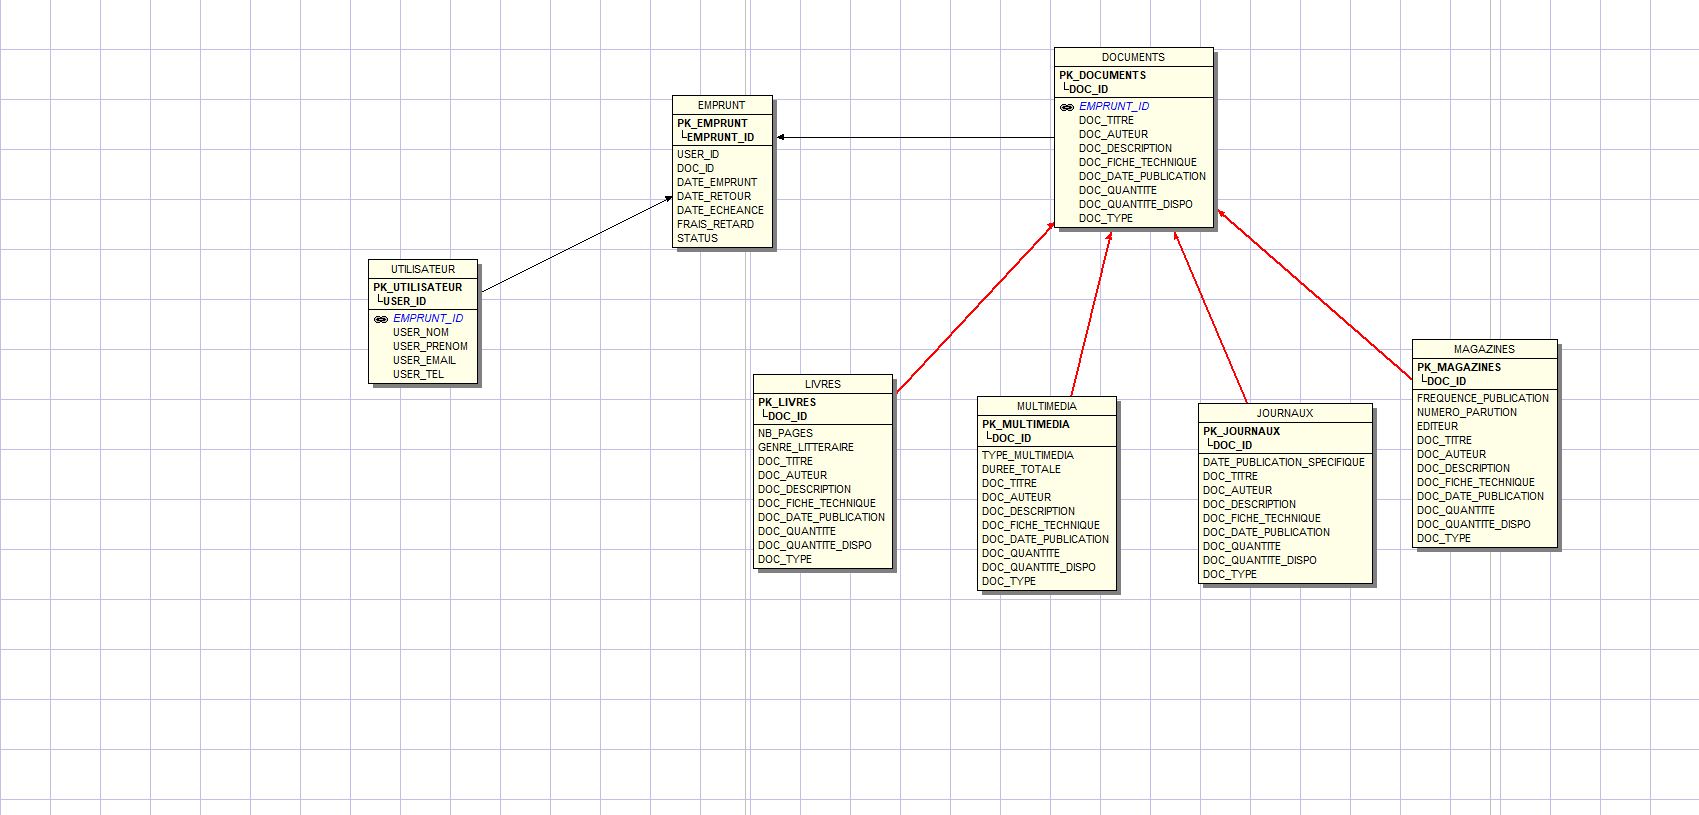 DOCUMENTS
PK_DOCUMENTS
DOC_ID
EMPRUNT_ID
DOC_TITRE
DOC_AUTEUR
DOC_DESCRIPTION
DOC_FICHE_TECHNIQUE
DOC_DATE_PUBLICATION
DOC_QUANTITE
DOC_QUANTITE_DISPO
DOC_TYPE
EMPRUNT
PK_EMPRUNT
EMPRUNT_ID
USER_ID
DOC_ID
DATE_EMPRUNT
DATE_RETOUR
DATE_ECHEANCE
FRAIS_RETARD
STATUS
UTILISATEUR
PK_UTILISATEUR
USER_ID
EMPRUNT_ID
USER_NOM
USER_PRENOM
USER_EMAIL
USER_TEL
LIVRES
PK_LIVRES
DOC_ID
NB_PAGES
GENRE_LITTERAIRE
DOC_TITRE
DOC_AUTEUR
DOC_DESCRIPTION
DOC_FICHE_TECHNIQUE
DOC_DATE_PUBLICATION
DOC_QUANTITE
DOC_QUANTITE_DISPO
DOC_TYPE
MULTIMEDIA
PK_MULTIMEDIA
DOC_ID
TYPE_MULTIMEDIA
DUREE_TOTALE
DOC_TITRE
DOC_AUTEUR
DOC_DESCRIPTION
DOC_FICHE_TECHNIQUE
DOC_DATE_PUBLICATION
DOC_QUANTITE
DOC_QUANTITE_DISPO
DOC_TYPE
JOURNAUX
PK_JOURNAUX
DOC_ID
DATE_PUBLICATION_SPECIFIQUE
DOC_TITRE
DOC_AUTEUR
DOC_DESCRIPTION
DOC_FICHE_TECHNIQUE
DOC_DATE_PUBLICATION
DOC_QUANTITE
DOC_QUANTITE_DISPO
DOC_TYPE
MAGAZINES
PK_MAGAZINES
DOC_ID
FREQUENCE_PUBLICATION
NUMERO_PARUTION
EDITEUR
DOC_TITRE
DOC_AUTEUR
DOC_DESCRIPTION
DOC_FICHE_TECHNIQUE
DOC_DATE_PUBLICATION
DOC_QUANTITE
DOC_QUANTITE_DISPO
DOC_TYPE